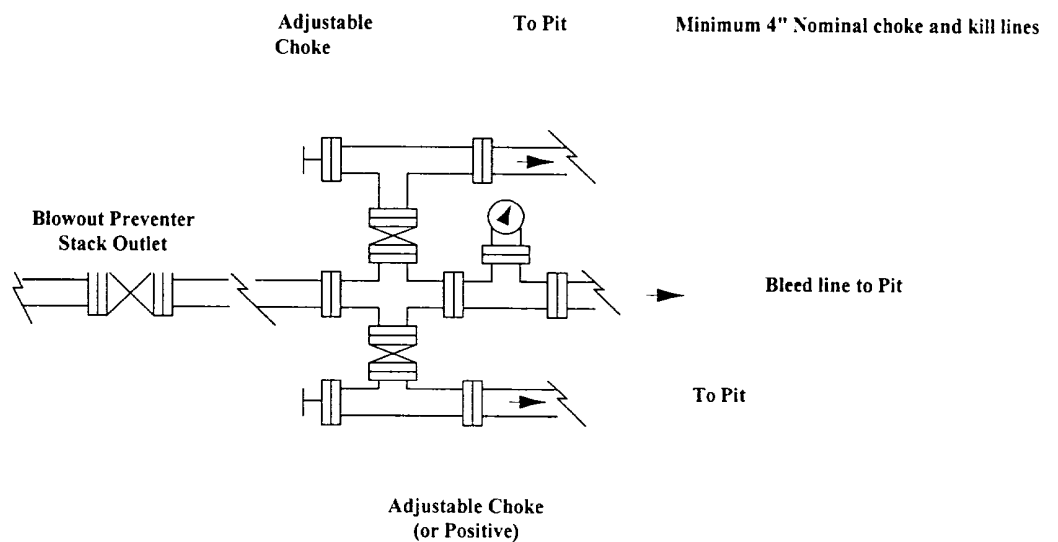 Adjustable
Choke
To Pit
Minimum 4" Nominal choke and kill lines
Blowout Preventer
Stack Outlet
Bleed line to Pit
To Pit
Adjustable Choke
(or Positive)